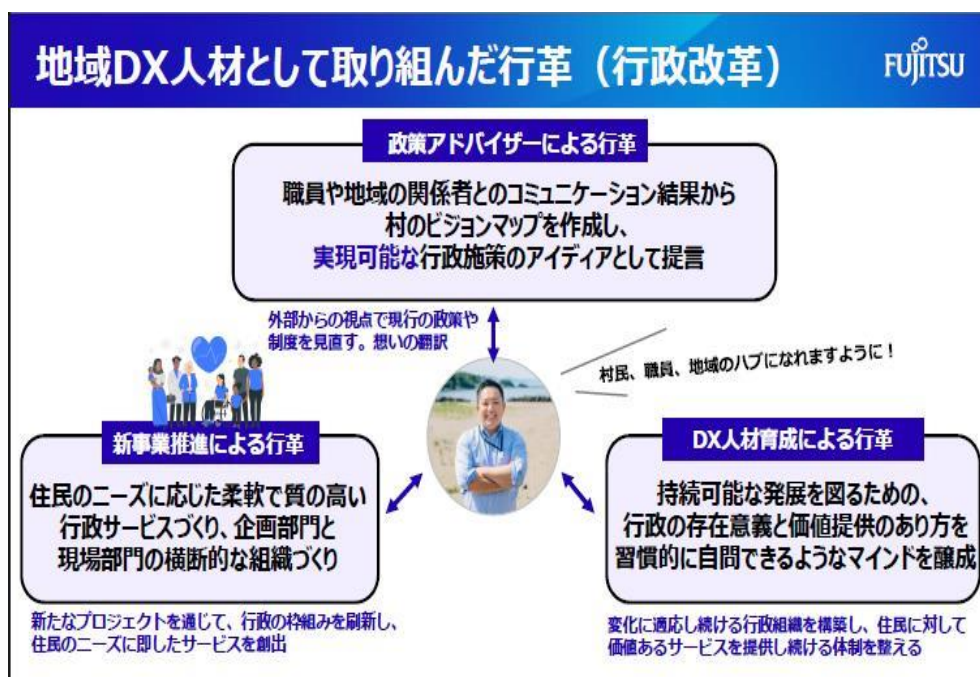 地域DX人材として取り組んだ行革（行政改革）
FUJITSU
政策アドバイザーによる行革
職員や地域の関係者とのコミュニケーション結果から
村のビジョンマップを作成し、
実現可能な行政施策のアイディアとして提言
外部からの視点で現行の政策や
制度を見直す。想いの翻訳
村民、職員、地域のハブになれますように！
新事業推進による行革
住民のニーズに応じた柔軟で質の高い
行政サービスづくり、企画部門と
現場部門の横断的な組織づくり
新たなプロジェクトを通じて、行政の枠組みを刷新し、
住民のニーズに即したサービスを創出
DX人材育成による行革
持続可能な発展を図るための、
行政の存在意義と価値提供のあり方を
習慣的に自問できるようなマインドを醸成
変化に適応し続ける行政組織を構築し、住民に対して
価値あるサービスを提供し続ける体制を整える